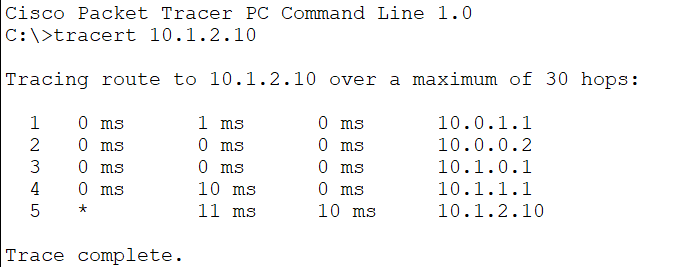 Cisco Packet Tracer PC Command Line 1.0
C:\>tracert 10.1.2.10
Tracing route to 10.1.2.10 over a maximum of 30 hops:
1 0 ms 1 ms 0 ms 10.0.1.1
2 0 ms 0 ms 0 ms 10.0.0.2
3 0 ms 0 ms 0 ms 10.1.0.1
4 0 ms 10 ms 0 ms 10.1.1.1
5 * 11 ms 10 ms 10.1.2.10
Trace complete.